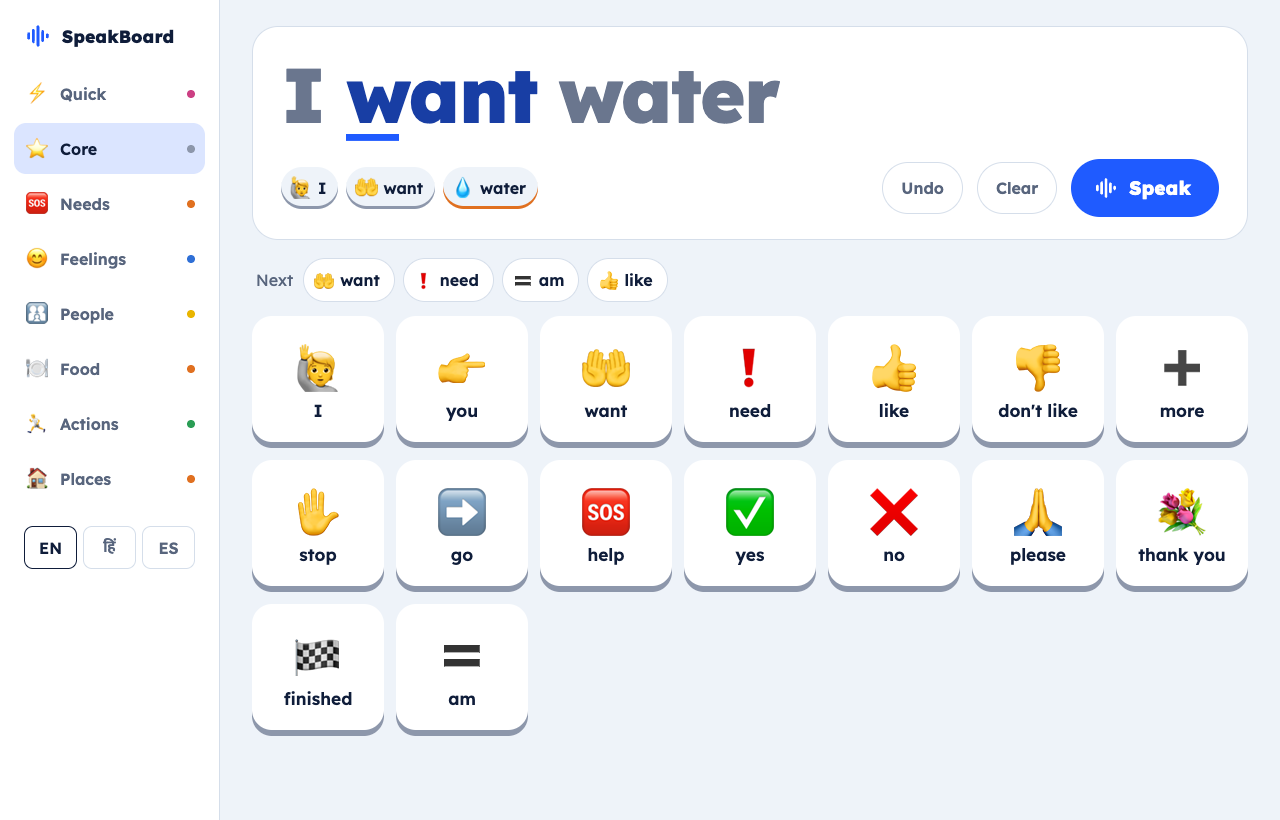 SpeakBoard
Quick
Core
Needs
Feelings
People
Food
Actions
Places
EN
हिं
ES
I want water
I
want
water
Undo
Clear
Speak
Next
want
need
am
like
I
you
want
need
like
don't like
more
stop
go
SOS
help
yes
no
please
thank you
finished
am